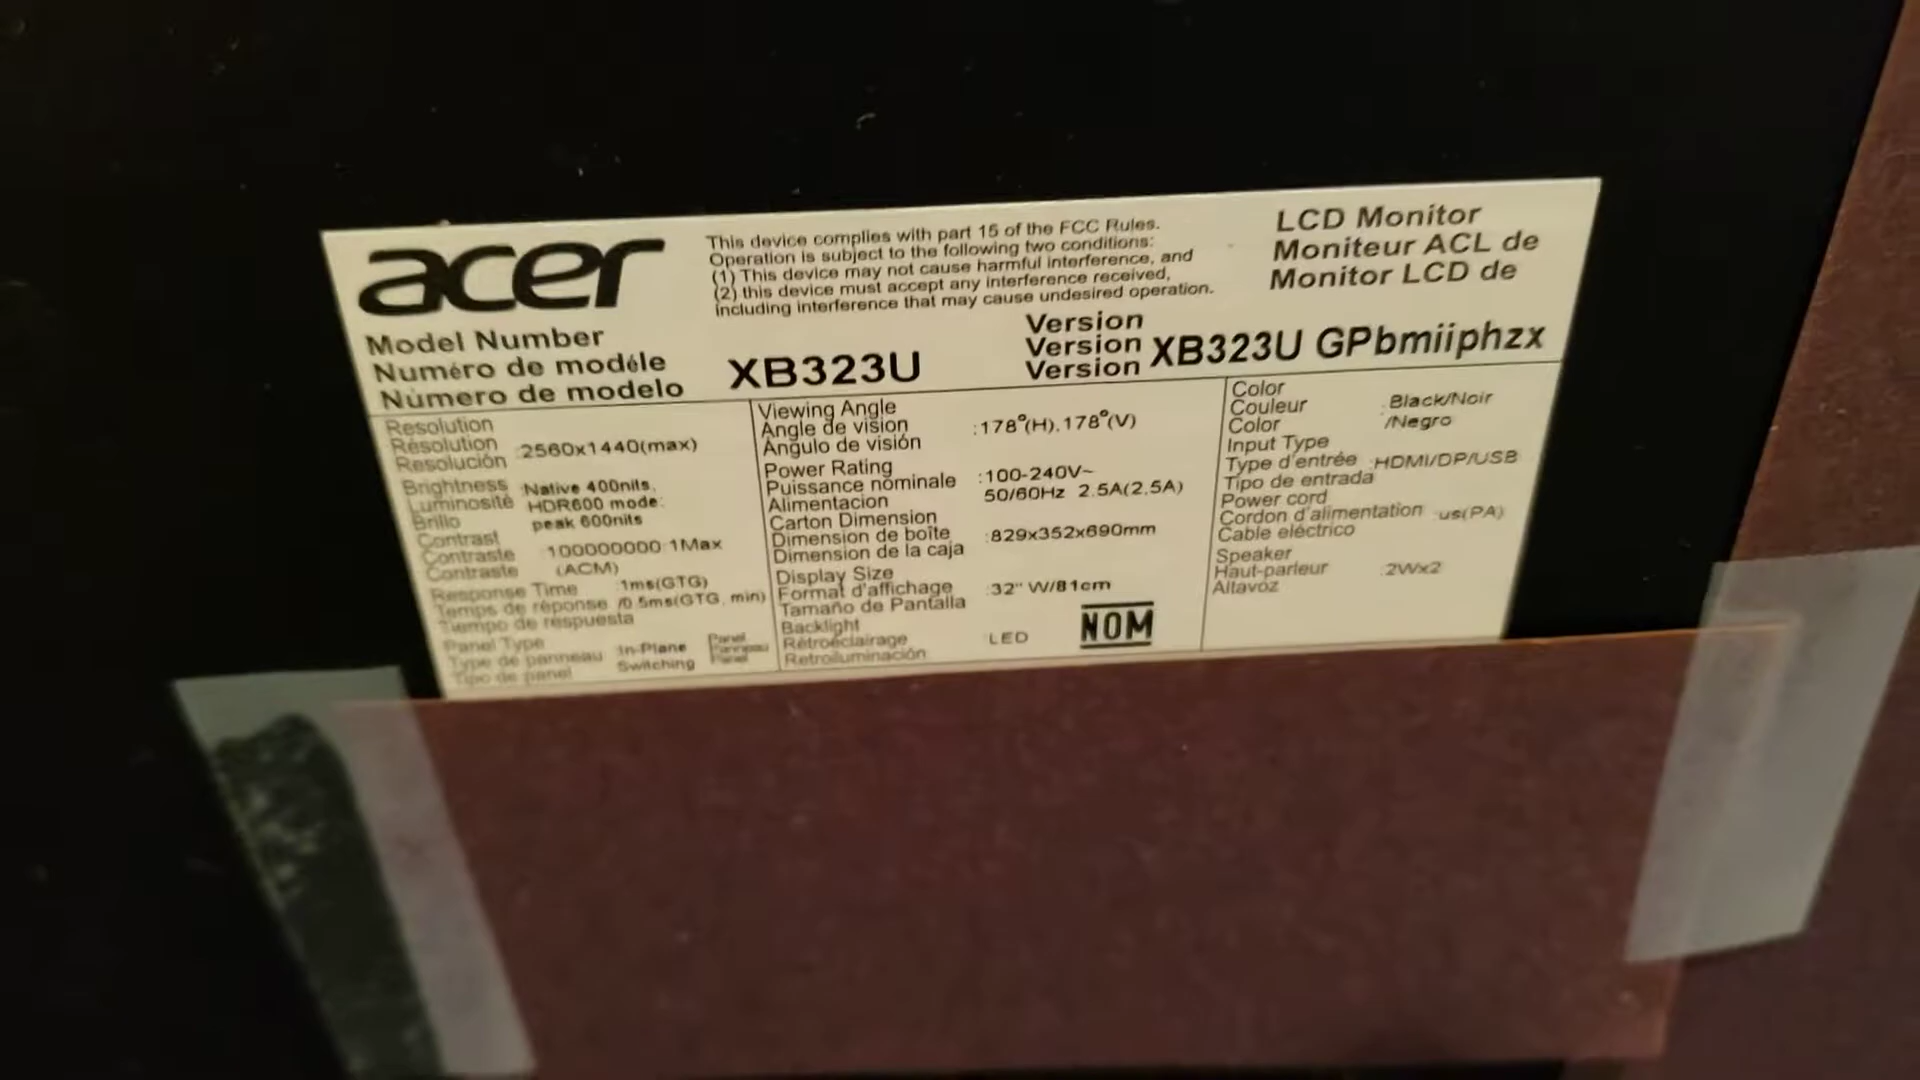 acer
This device complies with part 15 of the FCC Rules.
Operation is subject to the following two conditions:
(1) This device may not cause harmful interference, and
(2) this device must accept any interference received,
including interference that may cause undesired operation.
LCD Monitor
Moniteur ACL de
Monitor LCD de
Model Number
Numéro de modéle
Número de modelo
XB323U
Version
Version
Version
XB323U GPbmiiphzx
Resolution
Résolution
Resolución
:2560x1440(max)
Brightness
Luminosité
Brillo
:Native 400nits,
HDR600 mode:
peak 600nits
Contrast
Contraste
Contraste
:100000000:1Max
(ACM)
Response Time
Temps de réponse
Tiempo de respuesta
:1ms(GTG)
/0.5ms(GTG, min)
Panel Type
Type de panneau
Tipo de panel
:In-Plane
Switching
Panel
Panneau
Panel
Viewing Angle
Angle de vision
Ángulo de visión
:178°(H),178°(V)
Power Rating
Puissance nominale
Alimentacion
:100-240V~
50/60Hz 2.5A(2.5A)
Carton Dimension
Dimension de boîte
Dimension de la caja
:829x352x690mm
Display Size
Format d'affichage
Tamaño de Pantalla
:32" W/81cm
Backlight
Rétroéclairage
Retroiluminación
:LED
NOM
Color
Couleur
Color
:Black/Noir
/Negro
Input Type
Type d'entrée
Tipo de entrada
:HDMI/DP/USB
Power cord
Cordon d'alimentation
Cable eléctrico
:us(PA)
Speaker
Haut-parleur
Altavoz
:2Wx2